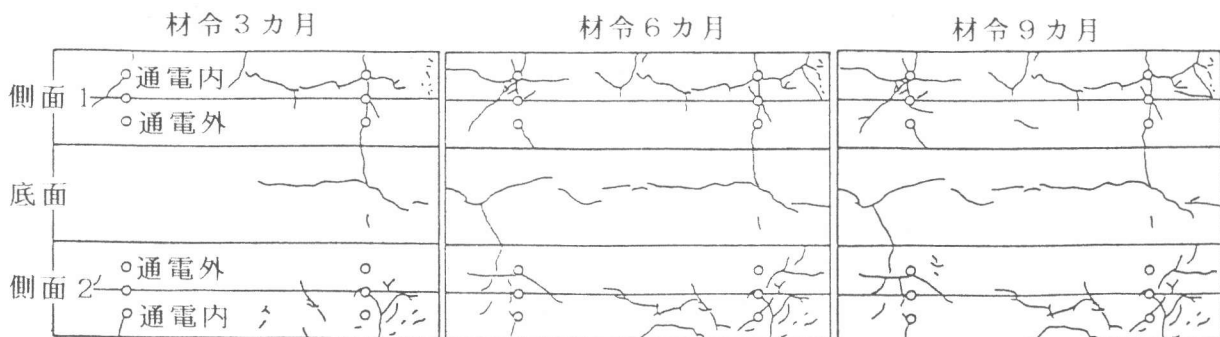 材令3カ月 材令6カ月 材令9カ月
通電内
側面1
通電外
底面
通電外
側面2
通電内